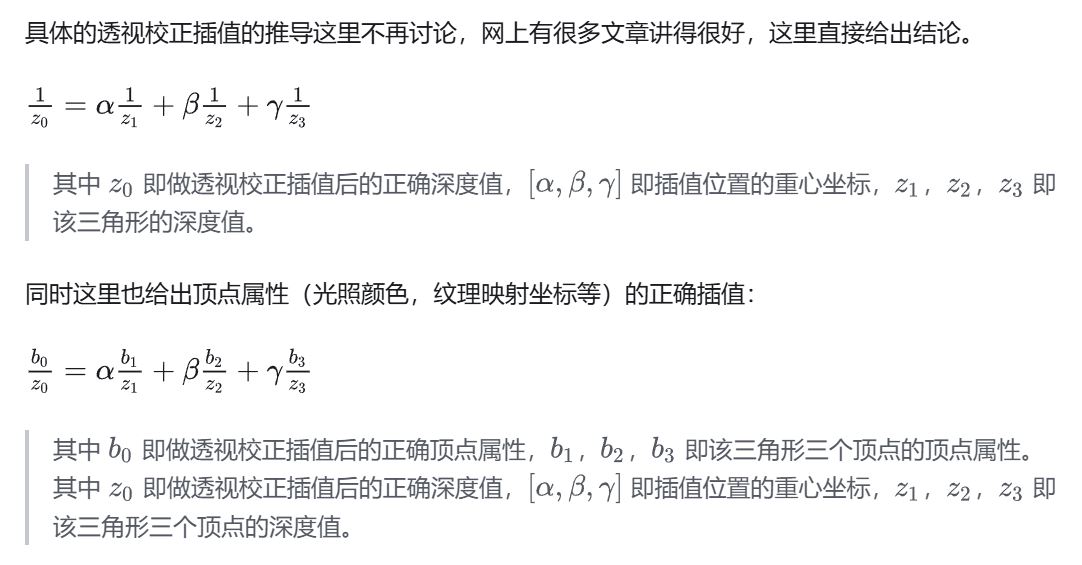 具体的透视校正插值的推导这里不再讨论，网上有很多文章讲得很好，这里直接给出结论。
$\frac{1}{z_0} = \alpha\frac{1}{z_1} + \beta\frac{1}{z_2} + \gamma\frac{1}{z_3}$
其中 $z_0$ 即做透视校正插值后的正确深度值，$[\alpha, \beta, \gamma]$ 即插值位置的重心坐标，$z_1$，$z_2$，$z_3$ 即
该三角形的深度值。
同时这里也给出顶点属性（光照颜色，纹理映射坐标等）的正确插值：
$\frac{b_0}{z_0} = \alpha\frac{b_1}{z_1} + \beta\frac{b_2}{z_2} + \gamma\frac{b_3}{z_3}$
其中 $b_0$ 即做透视校正插值后的正确顶点属性，$b_1$，$b_2$，$b_3$ 即该三角形三个顶点的顶点属性。
其中 $z_0$ 即做透视校正插值后的正确深度值，$[\alpha, \beta, \gamma]$ 即插值位置的重心坐标，$z_1$，$z_2$，$z_3$ 即
该三角形三个顶点的深度值。